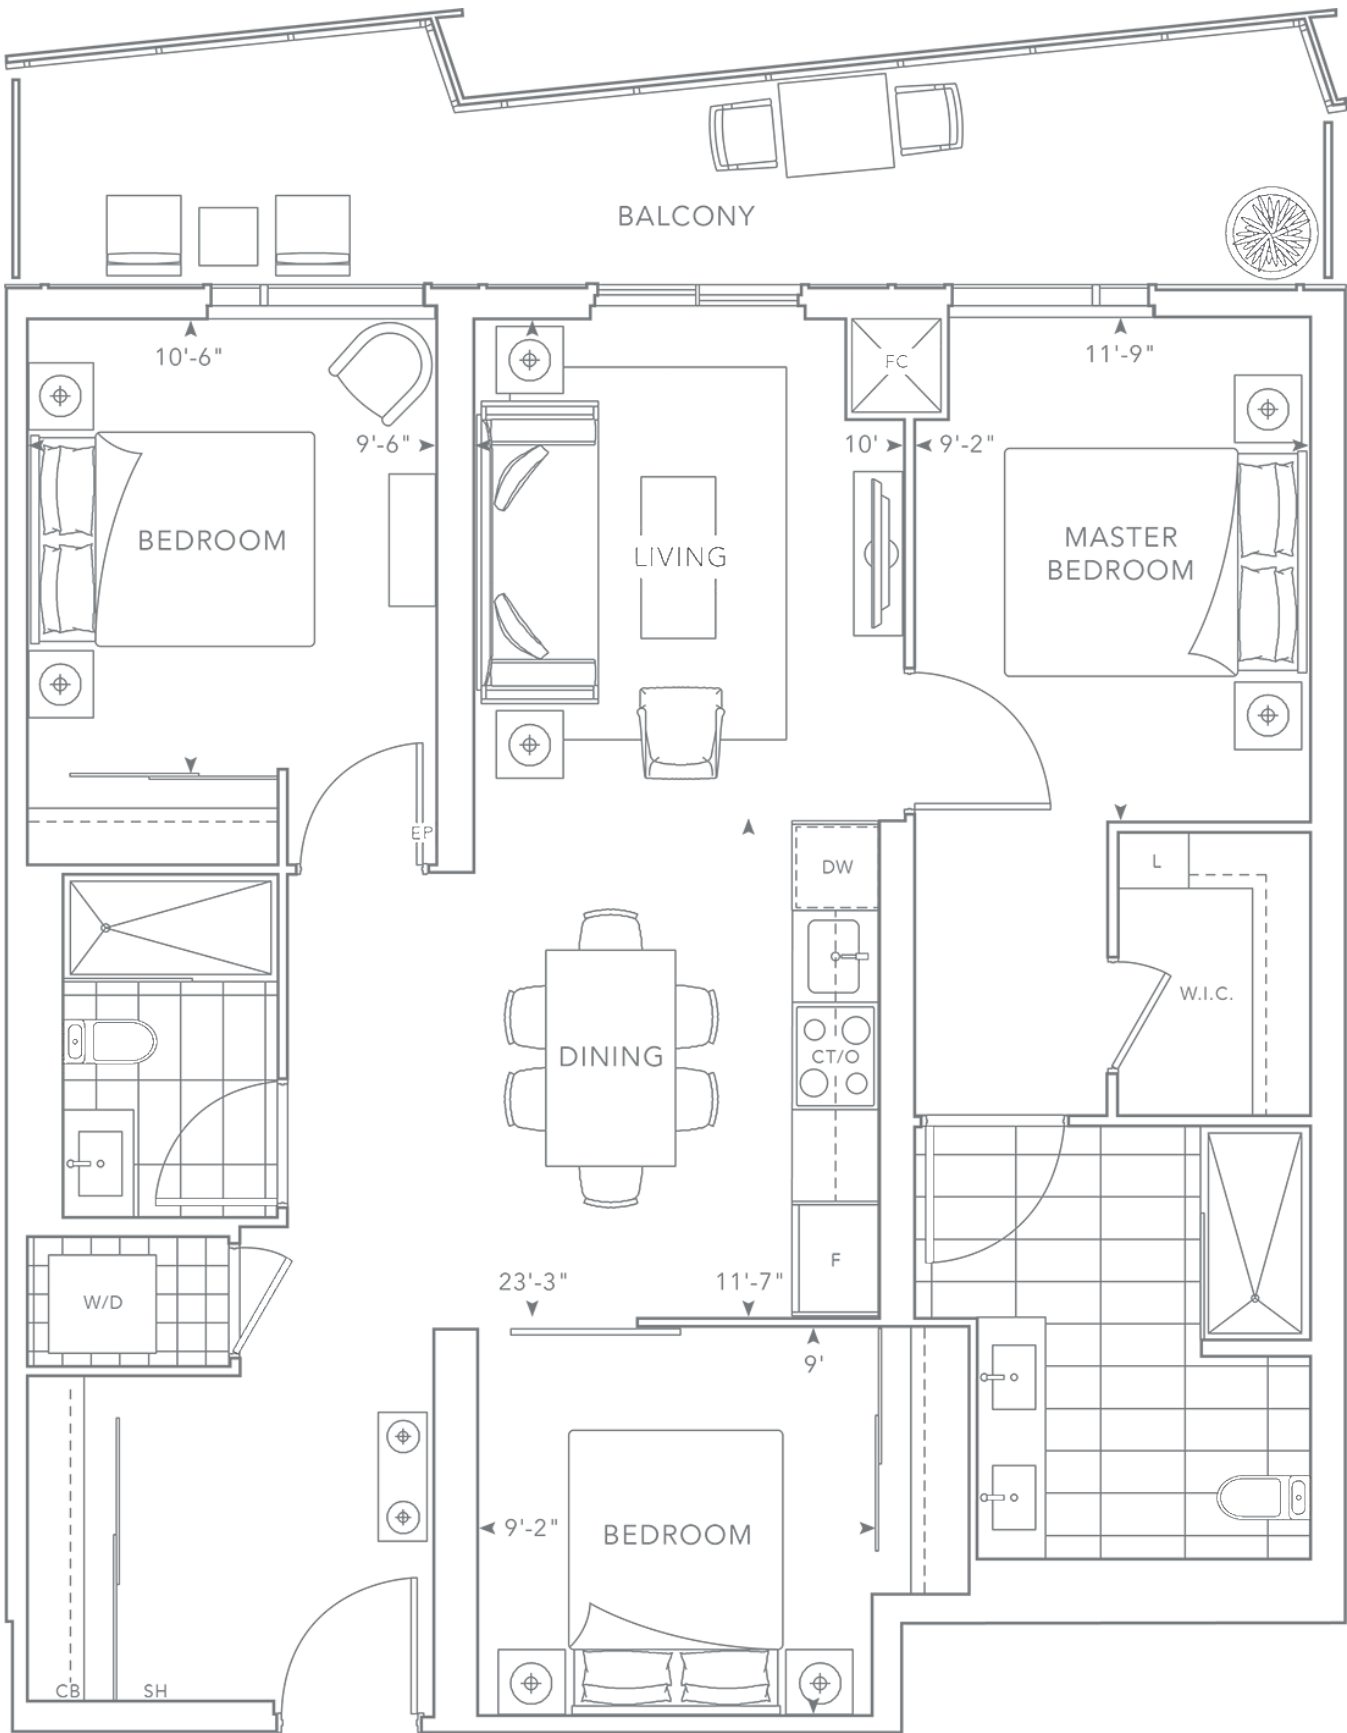 BALCONY
10'-6"
11'-9"
FC
9'-6"
10'
9'-2"
BEDROOM
LIVING
MASTER
BEDROOM
EP
DW
L
W.I.C.
DINING
CT/O
F
23'-3"
11'-7"
W/D
9'
9'-2"
BEDROOM
CB
SH